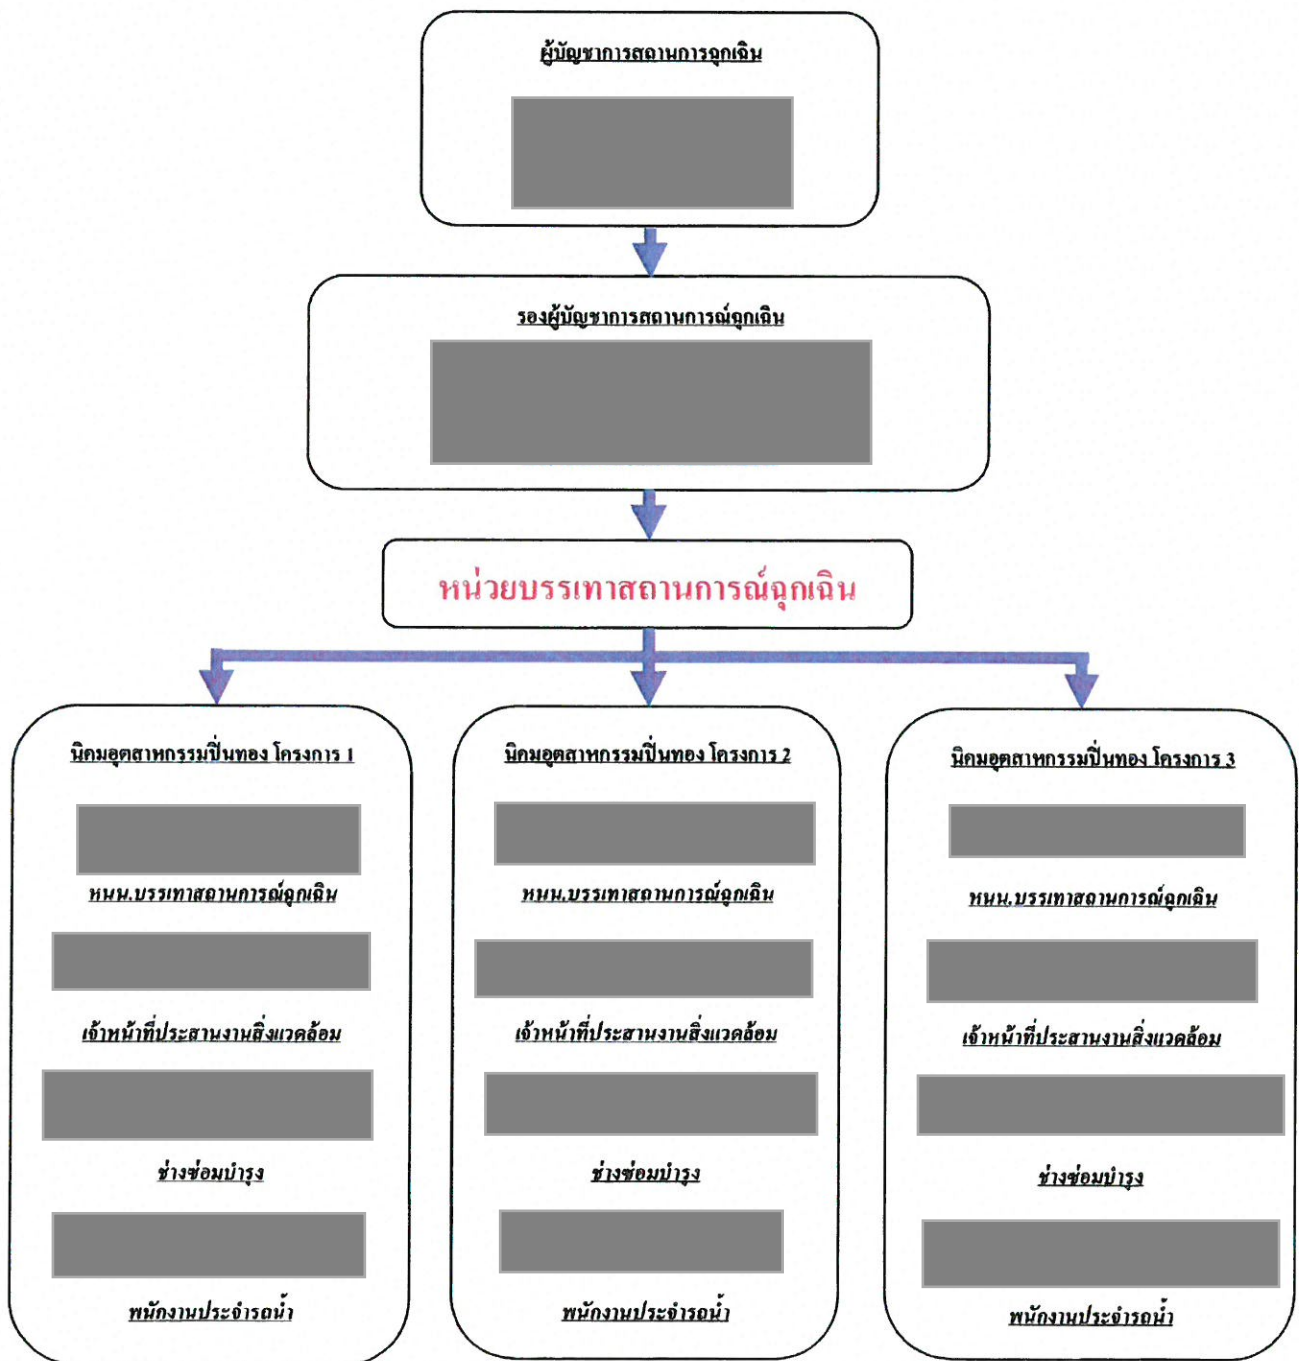 ผู้บัญชาการสถานการฉุกเฉิน
รองผู้บัญชาการสถานการณ์ฉุกเฉิน
หน่วยบรรเทาสถานการณ์ฉุกเฉิน
นิคมอุตสาหกรรมปิ่นทอง โครงการ 1
หนน.บรรเทาสถานการณ์ฉุกเฉิน
เจ้าหน้าที่ประสานงานสิ่งแวดล้อม
ช่างซ่อมบำรุง
พนักงานประจำรถน้ำ
นิคมอุตสาหกรรมปิ่นทอง โครงการ 2
หนน.บรรเทาสถานการณ์ฉุกเฉิน
เจ้าหน้าที่ประสานงานสิ่งแวดล้อม
ช่างซ่อมบำรุง
พนักงานประจำรถน้ำ
นิคมอุตสาหกรรมปิ่นทอง โครงการ 3
หนน.บรรเทาสถานการณ์ฉุกเฉิน
เจ้าหน้าที่ประสานงานสิ่งแวดล้อม
ช่างซ่อมบำรุง
พนักงานประจำรถน้ำ